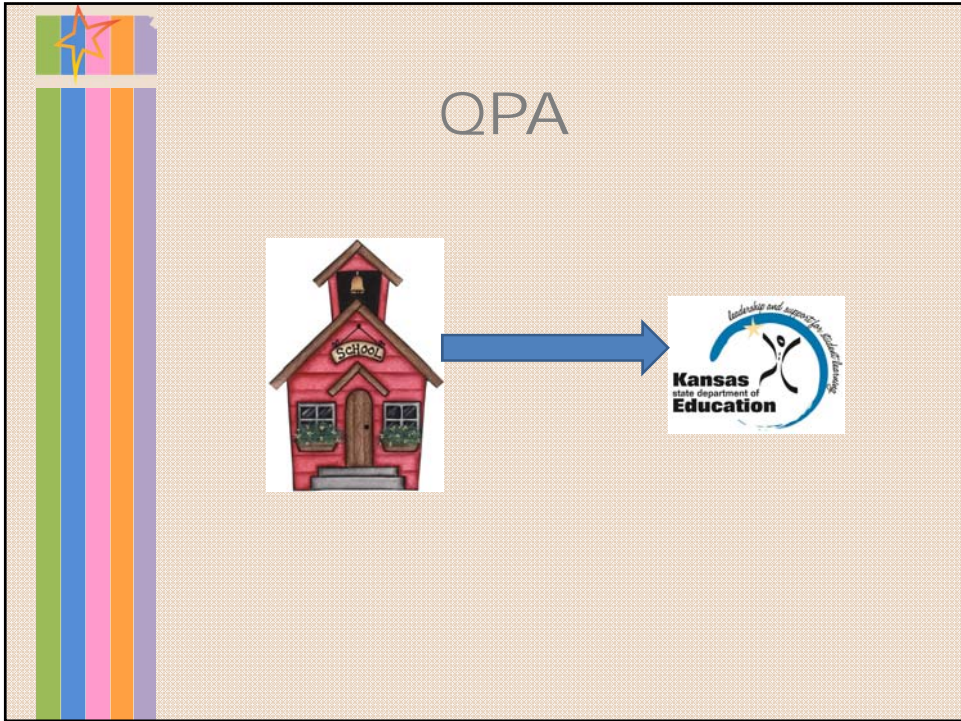 QPA
SCHOOL
leadership and support for student learning
Kansas
state department of
Education